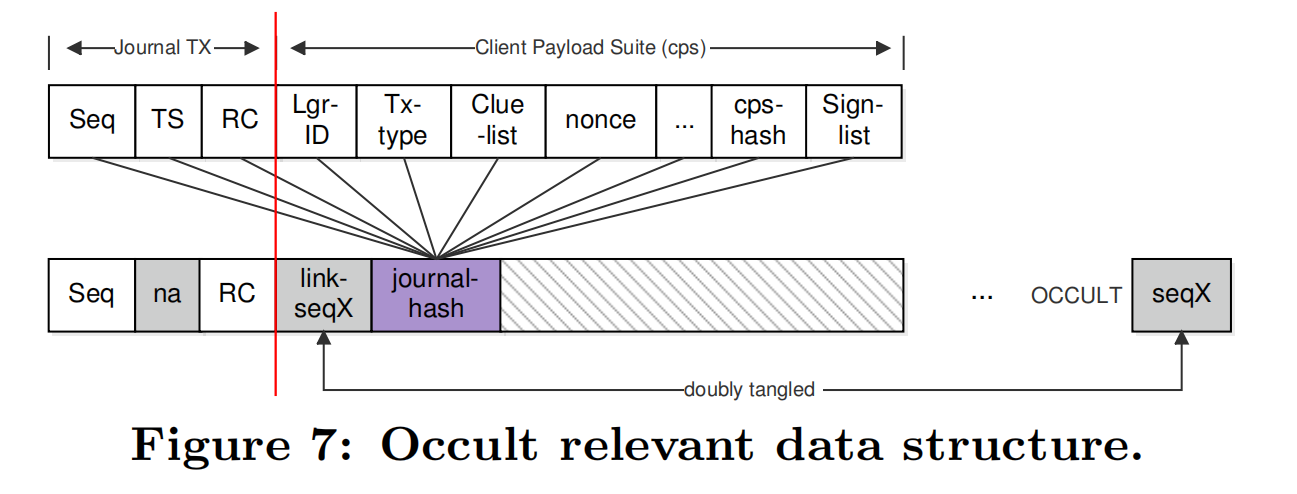 Journal TX
Client Payload Suite (cps)
Seq
TS
RC
Lgr-
ID
Tx-
type
Clue
-list
nonce
...
cps-
hash
Sign-
list
Seq
na
RC
link-
seqX
journal-
hash
...
OCCULT
seqX
doubly tangled
Figure 7: Occult relevant data structure.